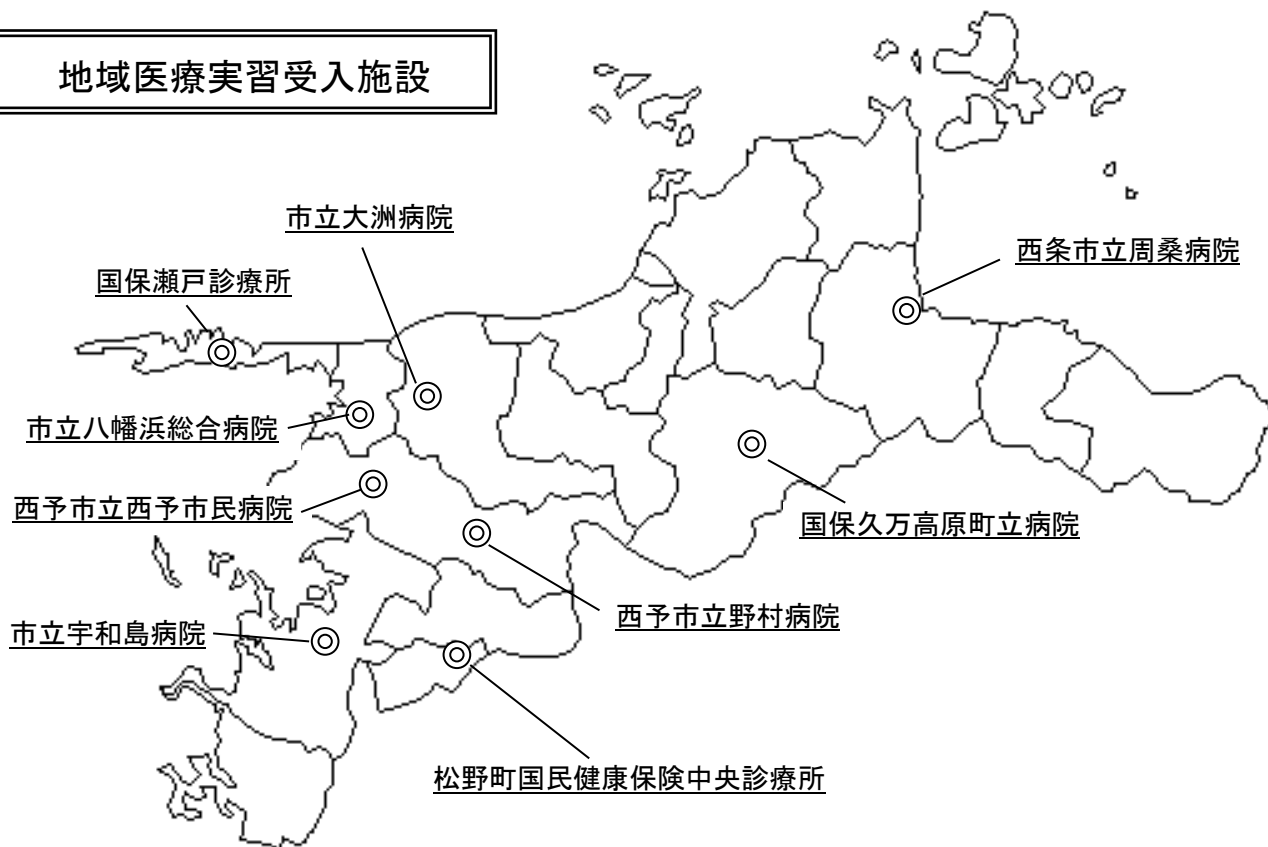 地域医療実習受入施設
市立大洲病院
西条市立周桑病院
国保瀬戸診療所
市立八幡浜総合病院
西予市立西予市民病院
国保久万高原町立病院
西予市立野村病院
市立宇和島病院
松野町国民健康保険中央診療所